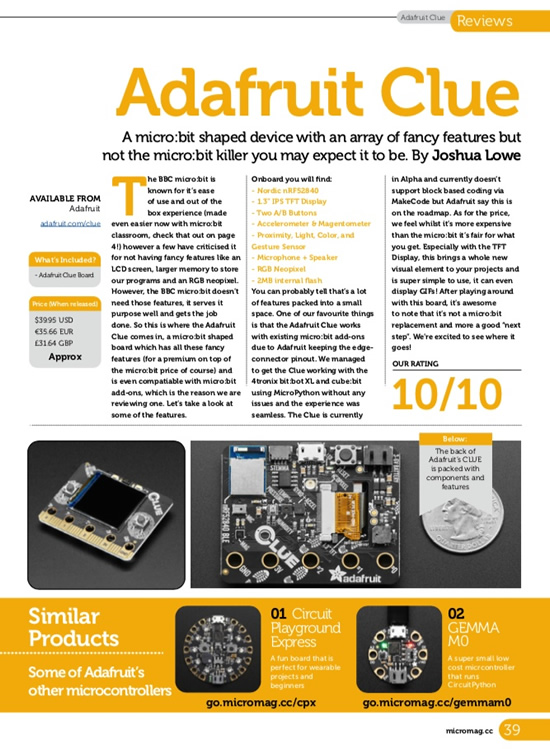 Adafruit Clue
Reviews
Adafruit Clue
A micro:bit shaped device with an array of fancy features but
not the micro:bit killer you may expect it to be. By Joshua Lowe
AVAILABLE FROM
Adafruit
adafruit.com/clue
What's Included?
- Adafruit Clue Board
Price (When released)
$39.95 USD
€35.66 EUR
£31.64 GBP
Approx
The BBC micro:bit is
known for it's ease
of use and out of the
box experience (made
even easier now with micro:bit
classroom, check that out on page
4!) however a few have criticised it
for not having fancy features like an
LCD screen, larger memory to store
our programs and an RGB neopixel.
However, the BBC micro:bit doesn't
need those features, it serves it
purpose well and gets the job
done. So this is where the Adafruit
Clue comes in, a micro:bit shaped
board which has all these fancy
features (for a premium on top of
the micro:bit price of course) and
is even compatiable with micro:bit
add-ons, which is the reason we are
reviewing one. Let's take a look at
some of the features.
Onboard you will find:
- Nordic nRF52840
- 1.3" IPS TFT Display
- Two A/B Buttons
- Accelerometer & Magentometer
- Proximity, Light, Color, and
Gesture Sensor
- Microphone + Speaker
- RGB Neopixel
- 2MB internal flash
You can probably tell that's a lot
of features packed into a small
space. One of our favourite things
is that the Adafruit Clue works
with existing micro:bit add-ons
due to Adafruit keeping the edge-
connector pinout. We managed
to get the Clue working with the
4tronix bit:bot XL and cube:bit
using MicroPython without any
issues and the experience was
seamless. The Clue is currently
in Alpha and currently doesn't
support block based coding via
MakeCode but Adafruit say this is
on the roadmap. As for the price,
we feel whilst it's more expensive
than the micro:bit it's fair for what
you get. Especially with the TFT
Display, this brings a whole new
visual element to your projects and
is super simple to use, it can even
display GIFs! After playing around
with this board, it's awesome
to note that it's not a micro:bit
replacement and more a good "next
step". We're excited to see where it
goes!
OUR RATING
10/10
Below:
The back of
Adafruit's CLUE
is packed with
components and
features
CLUE
STEMMA
nRF52840 BLE
CLUE
adafruit
Similar
Products
Some of Adafruit's
other microcontrollers
01 Circuit
Playground
Express
A fun board that is
perfect for wearable
projects and
beginners
go.micromag.cc/cpx
02
GEMMA
M0
A super small low
cost microcontroller
that runs
CircuitPython
go.micromag.cc/gemmam0
micromag.cc 39